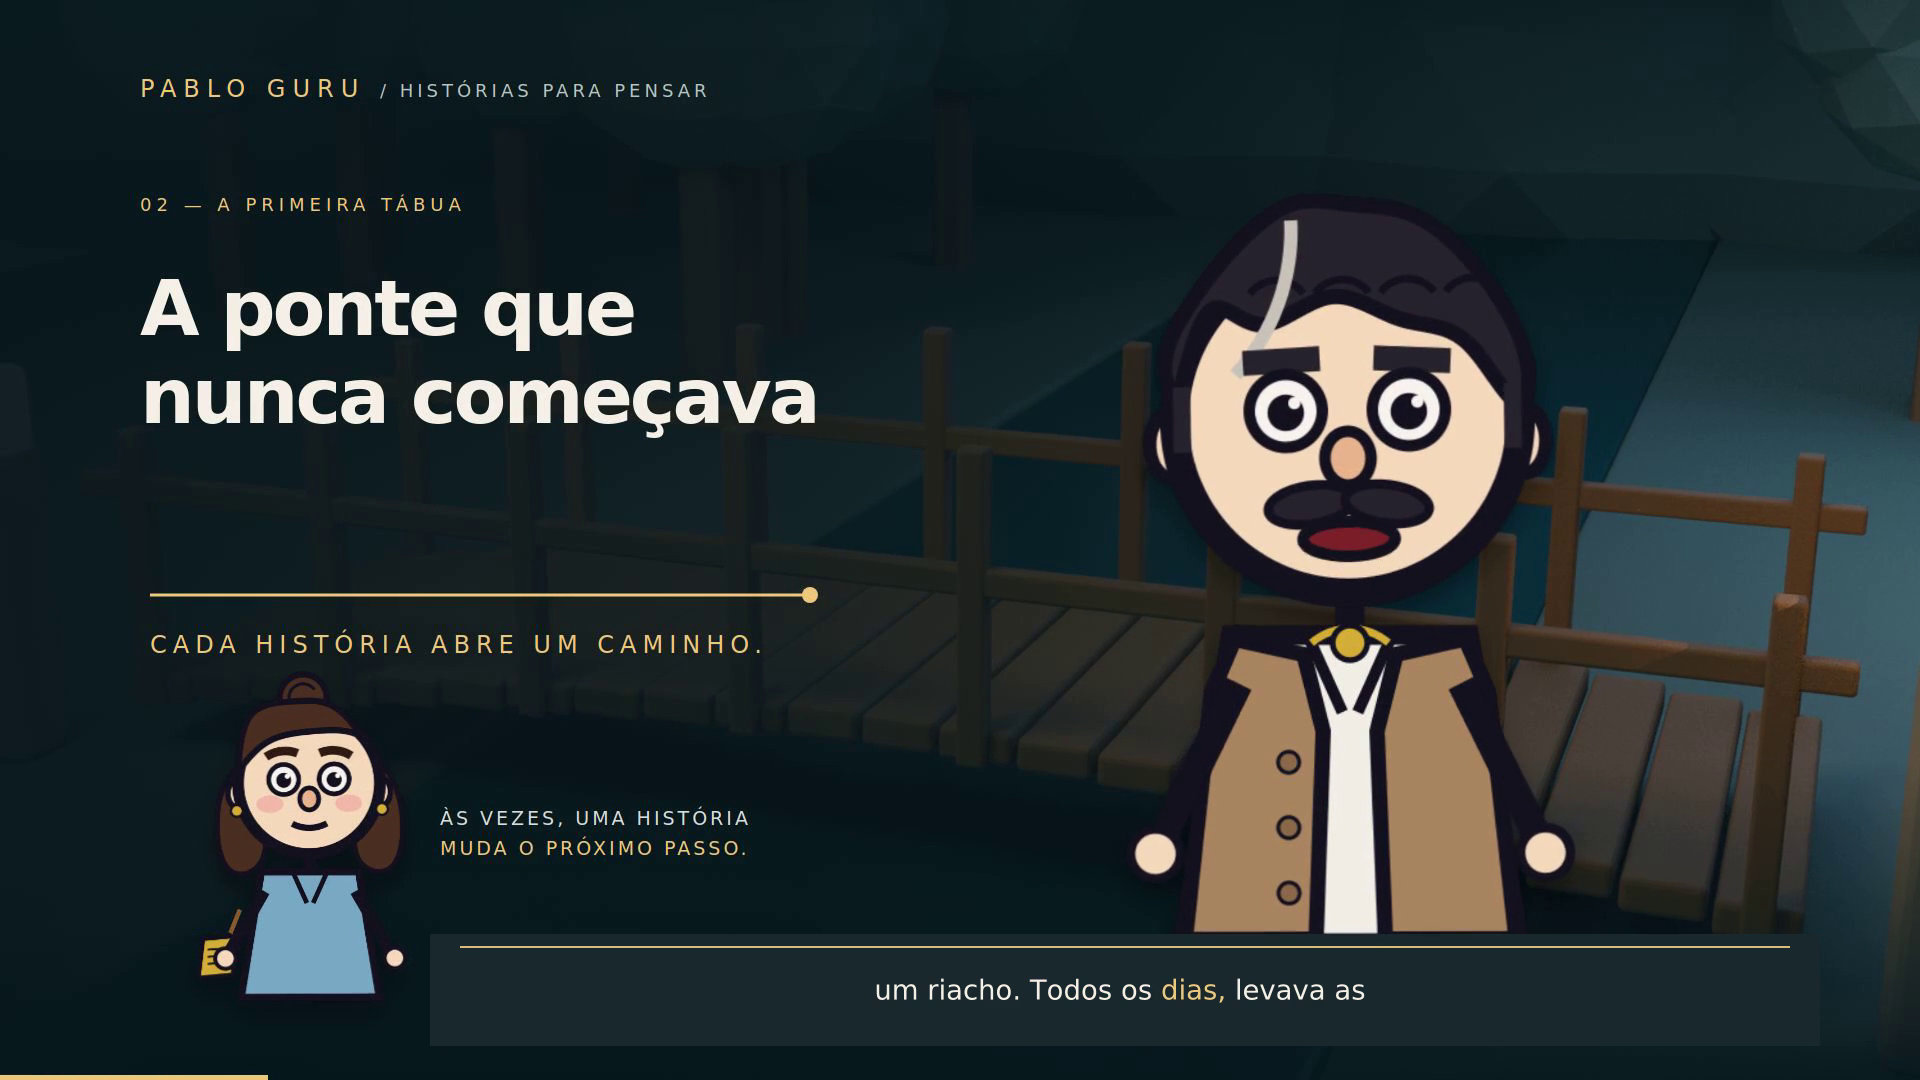 PABLO GURU / HISTÓRIAS PARA PENSAR
02 — A PRIMEIRA TÁBUA
A ponte que
nunca começava
CADA HISTÓRIA ABRE UM CAMINHO.
ÀS VEZES, UMA HISTÓRIA
MUDA O PRÓXIMO PASSO.
um riacho. Todos os dias, levava as